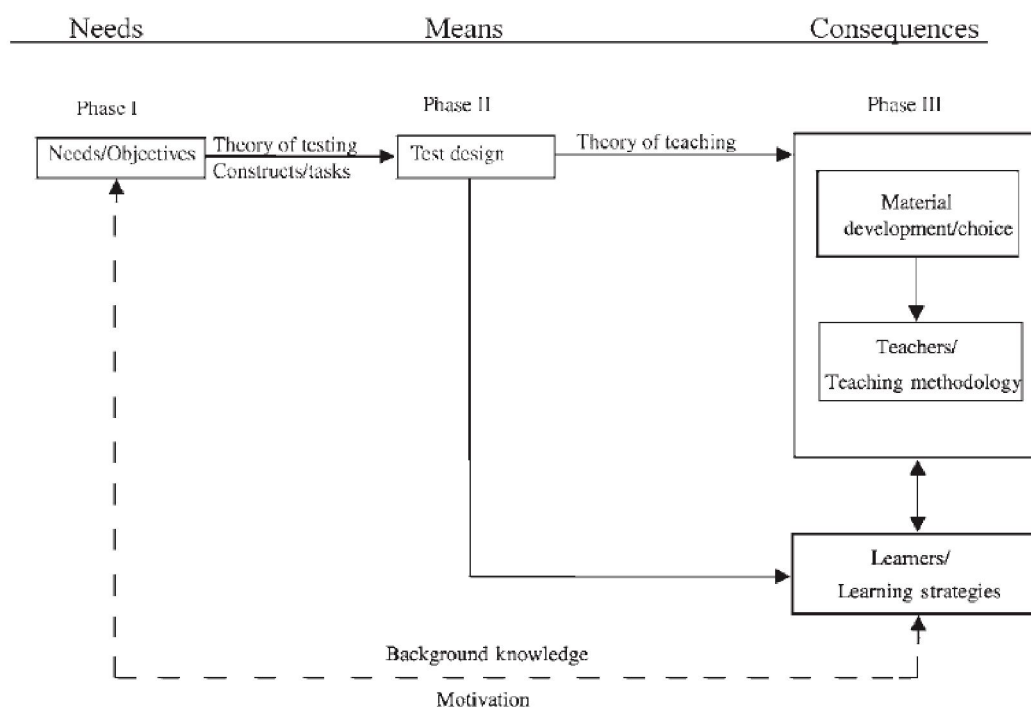 Needs
Means
Consequences
Phase I
Phase II
Phase III
Needs/Objectives
Theory of testing
Constructs/tasks
Test design
Theory of teaching
Material
development/choice
Teachers/
Teaching methodology
Learners/
Learning strategies
Background knowledge
Motivation